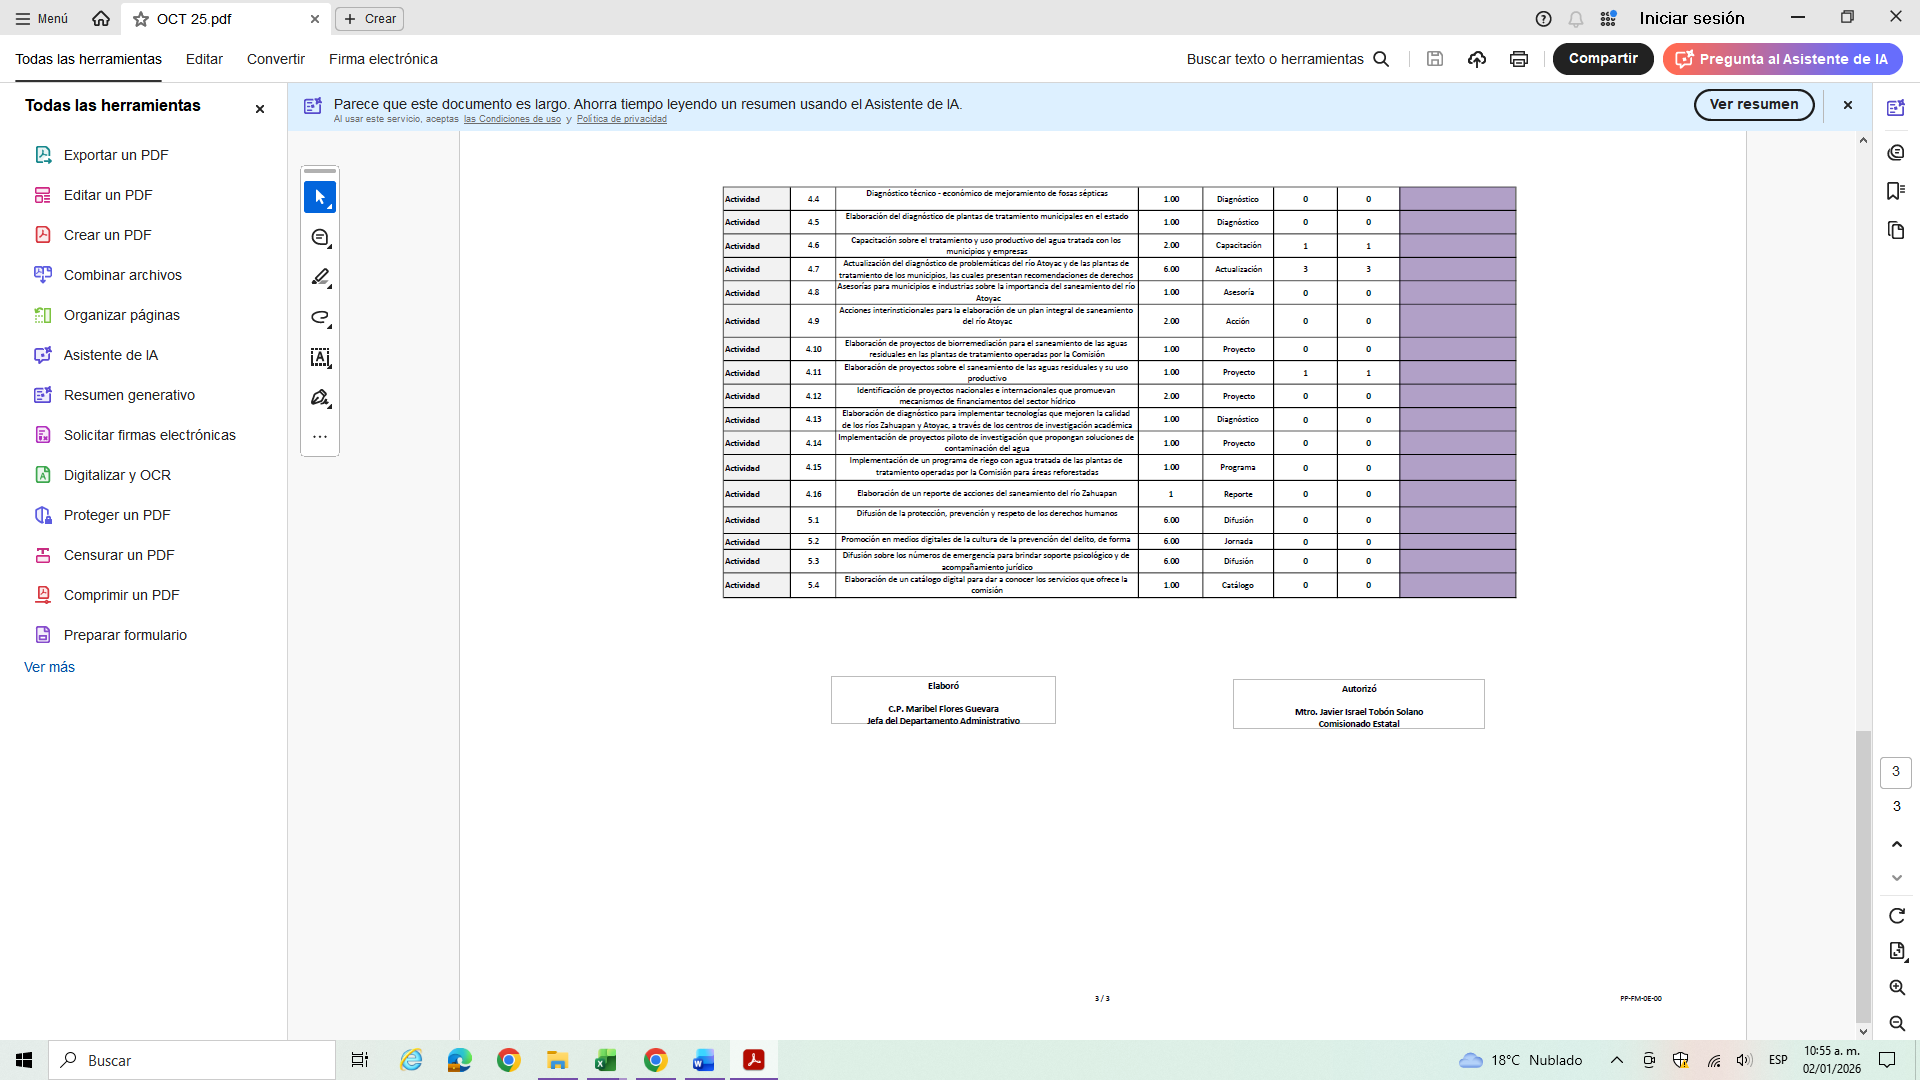 Menú
OCT 25.pdf
Crear
Iniciar sesión
Todas las herramientas
Editar
Convertir
Firma electrónica
Buscar texto o herramientas
Compartir
Pregunta al Asistente de IA
Todas las herramientas
Parece que este documento es largo. Ahorra tiempo leyendo un resumen usando el Asistente de IA.
Al usar este servicio, aceptas las Condiciones de uso y Política de privacidad
Ver resumen
Exportar un PDF
Editar un PDF
Crear un PDF
Combinar archivos
Organizar páginas
Asistente de IA
Resumen generativo
Solicitar firmas electrónicas
Digitalizar y OCR
Proteger un PDF
Censurar un PDF
Comprimir un PDF
Preparar formulario
Ver más
Actividad 4.4 Diagnóstico técnico - económico de mejoramiento de fosas sépticas 1.00 Diagnóstico 0 0
Actividad 4.5 Elaboración del diagnóstico de plantas de tratamiento municipales en el estado 1.00 Diagnóstico 0 0
Actividad 4.6 Capacitación sobre el tratamiento y uso productivo del agua tratada con los
municipios y empresas 2.00 Capacitación 1 1
Actividad 4.7 Actualización del diagnóstico de problemáticas del río Atoyac y de las plantas de
tratamiento de los municipios, las cuales presentan recomendaciones de derechos 6.00 Actualización 3 3
Actividad 4.8 Asesorías para municipios e industrias sobre la importancia del saneamiento del río
Atoyac 1.00 Asesoría 0 0
Actividad 4.9 Acciones interinsticionales para la elaboración de un plan integral de saneamiento
del río Atoyac 2.00 Acción 0 0
Actividad 4.10 Elaboración de proyectos de biorremediación para el saneamiento de las aguas
residuales en las plantas de tratamiento operadas por la Comisión 1.00 Proyecto 0 0
Actividad 4.11 Elaboración de proyectos sobre el saneamiento de las aguas residuales y su uso
productivo 1.00 Proyecto 1 1
Actividad 4.12 Identificación de proyectos nacionales e internacionales que promuevan
mecanismos de financiamientos del sector hídrico 2.00 Proyecto 0 0
Actividad 4.13 Elaboración de diagnóstico para implementar tecnologías que mejoren la calidad
de los ríos Zahuapan y Atoyac, a través de los centros de investigación académica 1.00 Diagnóstico 0 0
Actividad 4.14 Implementación de proyectos piloto de investigación que propongan soluciones de
contaminación del agua 1.00 Proyecto 0 0
Actividad 4.15 Implementación de un programa de riego con agua tratada de las plantas de
tratamiento operadas por la Comisión para áreas reforestadas 1.00 Programa 0 0
Actividad 4.16 Elaboración de un reporte de acciones del saneamiento del río Zahuapan 1 Reporte 0 0
Actividad 5.1 Difusión de la protección, prevención y respeto de los derechos humanos 6.00 Difusión 0 0
Actividad 5.2 Promoción en medios digitales de la cultura de la prevención del delito, de forma 6.00 Jornada 0 0
Actividad 5.3 Difusión sobre los números de emergencia para brindar soporte psicológico y de
acompañamiento jurídico 6.00 Difusión 0 0
Actividad 5.4 Elaboración de un catálogo digital para dar a conocer los servicios que ofrece la
comisión 1.00 Catálogo 0 0
Elaboró
C.P. Maribel Flores Guevara
Jefa del Departamento Administrativo
Autorizó
Mtro. Javier Israel Tobón Solano
Comisionado Estatal
3 / 3
PP-FM-0E-00
3
3
Buscar
18°C Nublado
ESP
10:55 a. m.
02/01/2026